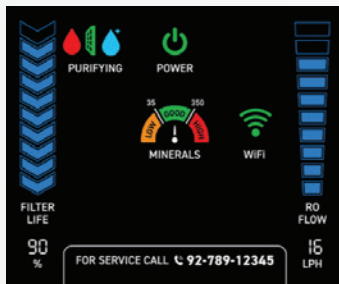 PURIFYING
POWER
35
350
LOW
GOOD
HIGH
MINERALS
WiFi
FILTER
LIFE
90
%
RO
FLOW
16
LPH
FOR SERVICE CALL 92-789-12345